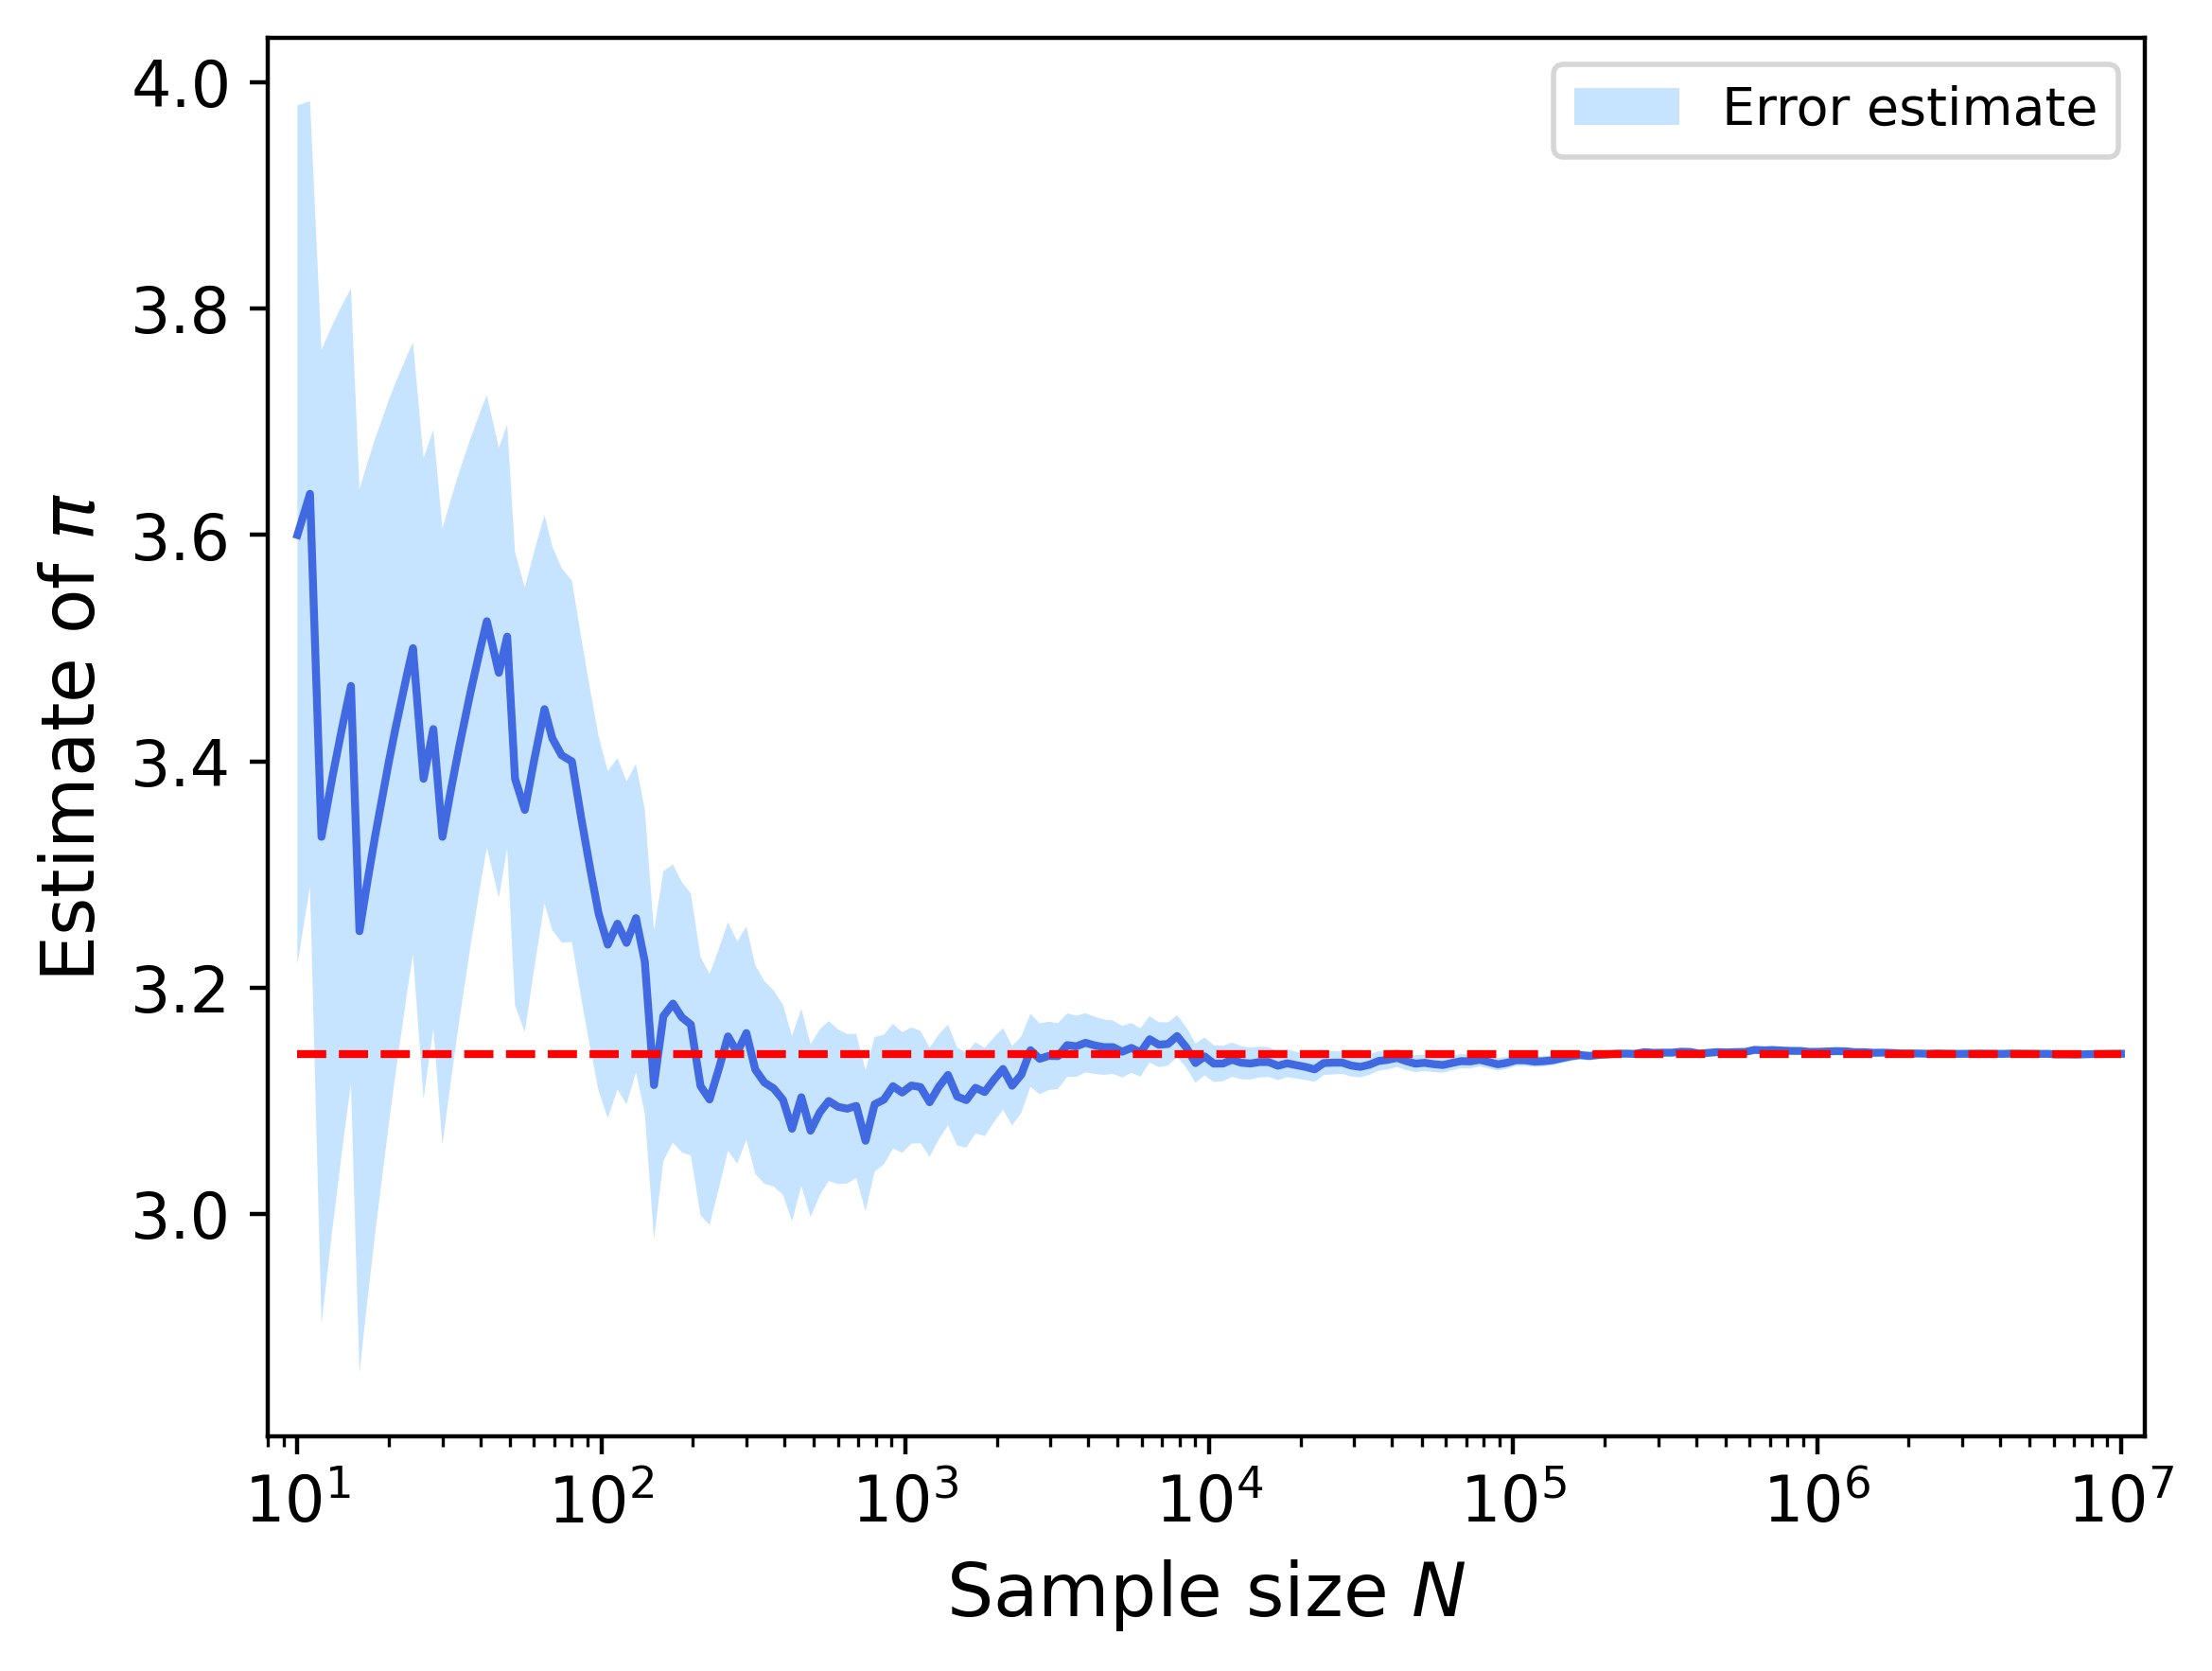 Error estimate
Estimate of π
4.0
3.8
3.6
3.4
3.2
3.0
10¹ 10² 10³ 10⁴ 10⁵ 10⁶ 10⁷
Sample size N